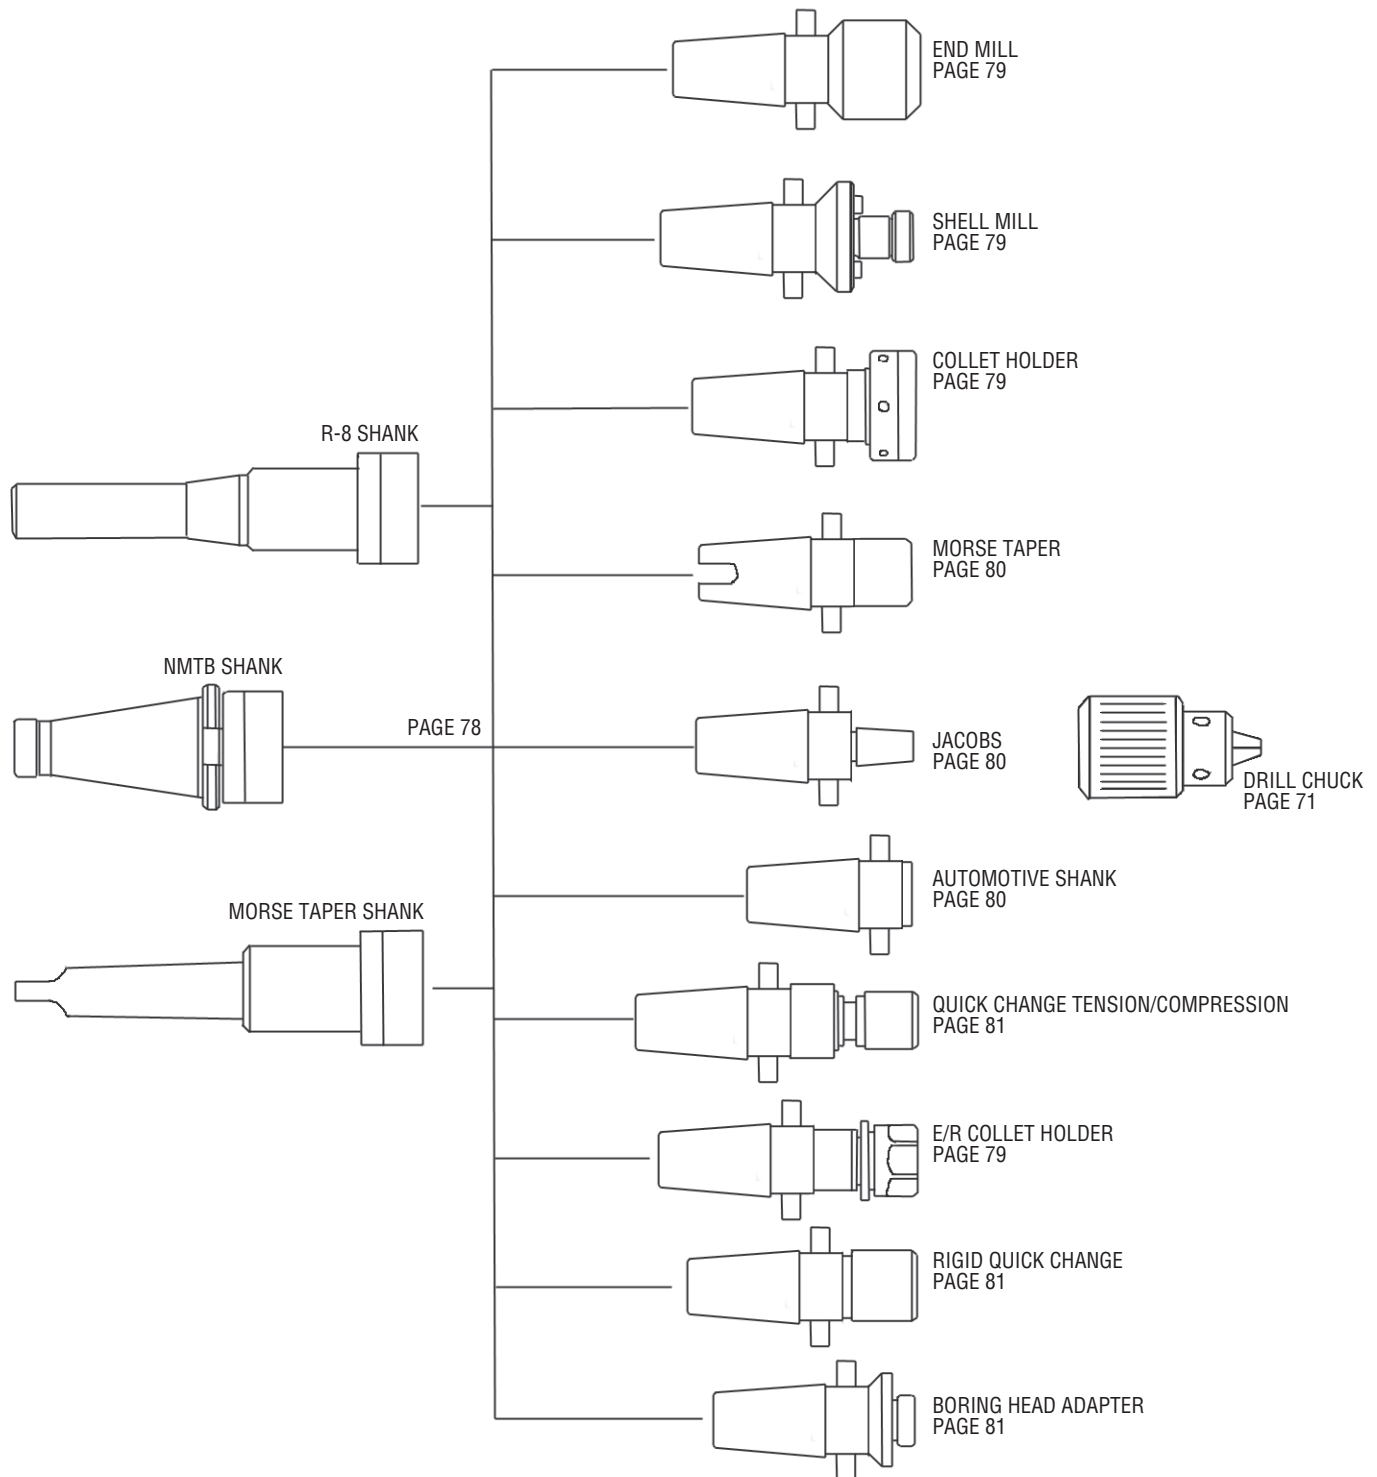 END MILL
PAGE 79
SHELL MILL
PAGE 79
COLLET HOLDER
PAGE 79
R-8 SHANK
MORSE TAPER
PAGE 80
NMTB SHANK
PAGE 78
JACOBS
PAGE 80
DRILL CHUCK
PAGE 71
AUTOMOTIVE SHANK
PAGE 80
MORSE TAPER SHANK
QUICK CHANGE TENSION/COMPRESSION
PAGE 81
E/R COLLET HOLDER
PAGE 79
RIGID QUICK CHANGE
PAGE 81
BORING HEAD ADAPTER
PAGE 81